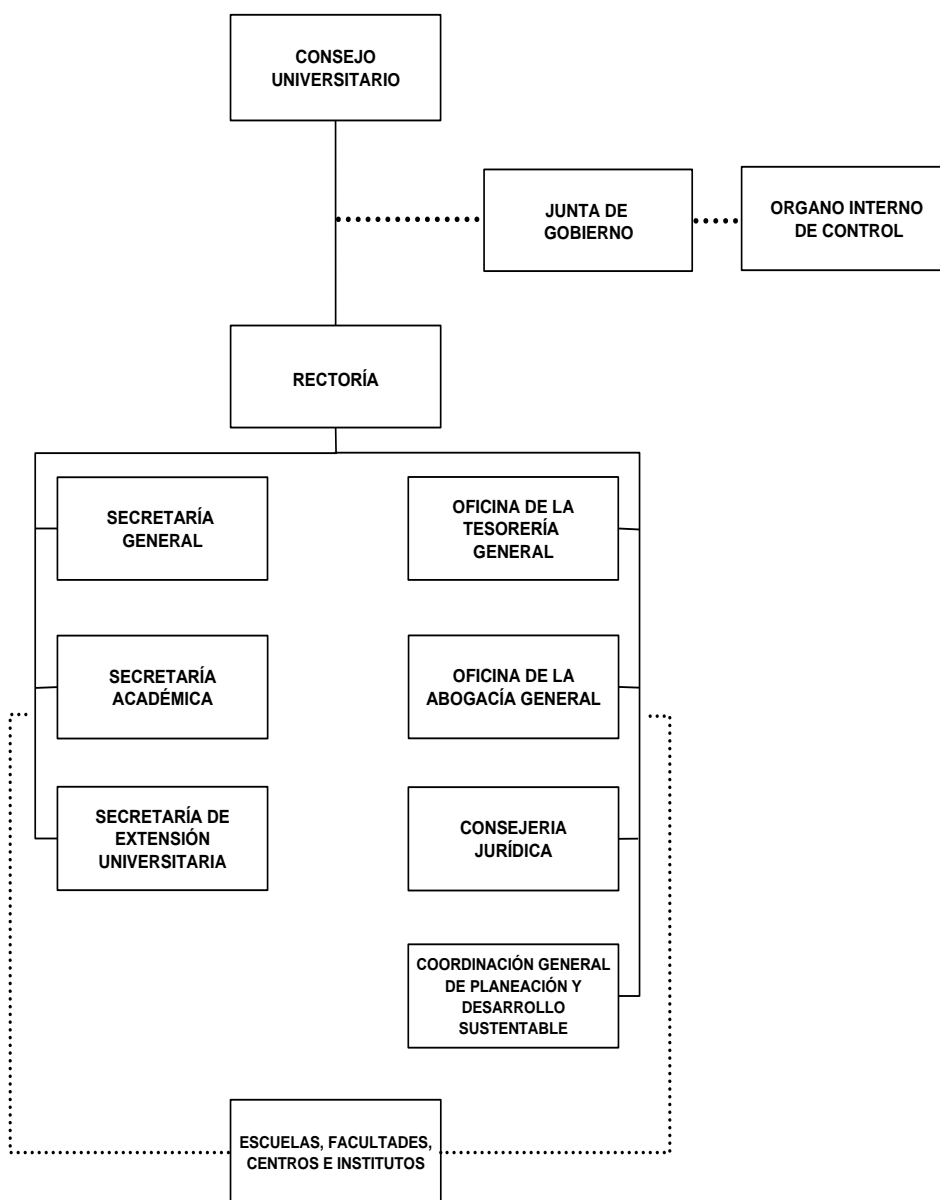 CONSEJO
UNIVERSITARIO
JUNTA DE
GOBIERNO
ORGANO INTERNO
DE CONTROL
RECTORÍA
SECRETARÍA
GENERAL
OFICINA DE LA
TESORERÍA
GENERAL
SECRETARÍA
ACADÉMICA
OFICINA DE LA
ABOGACÍA GENERAL
SECRETARÍA DE
EXTENSIÓN
UNIVERSITARIA
CONSEJERIA
JURÍDICA
COORDINACIÓN GENERAL
DE PLANEACIÓN Y
DESARROLLO
SUSTENTABLE
ESCUELAS, FACULTADES,
CENTROS E INSTITUTOS